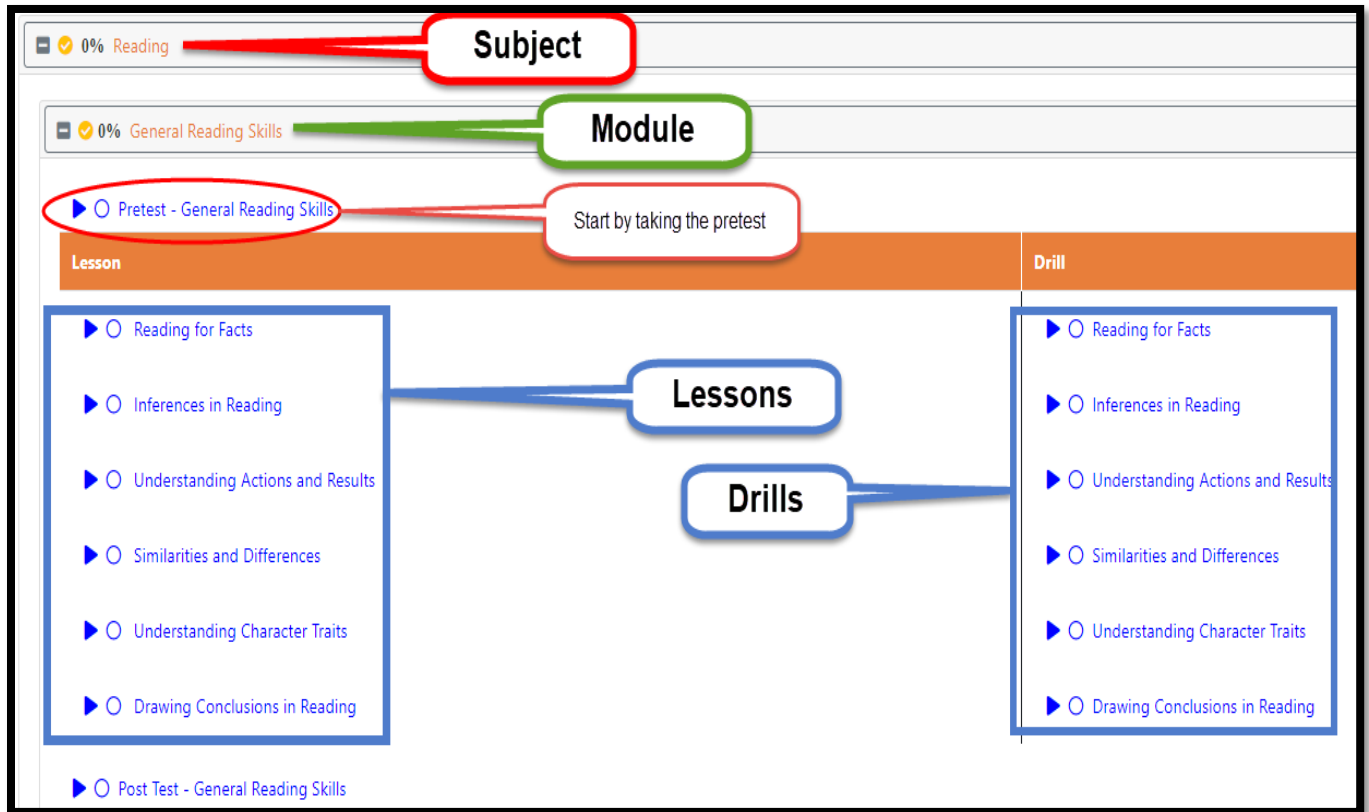 0% Reading
Subject
0% General Reading Skills
Module
Pretest - General Reading Skills
Start by taking the pretest
Lesson
Drill
Reading for Facts
Reading for Facts
Inferences in Reading
Inferences in Reading
Lessons
Understanding Actions and Results
Understanding Actions and Results
Drills
Similarities and Differences
Similarities and Differences
Understanding Character Traits
Understanding Character Traits
Drawing Conclusions in Reading
Drawing Conclusions in Reading
Post Test - General Reading Skills